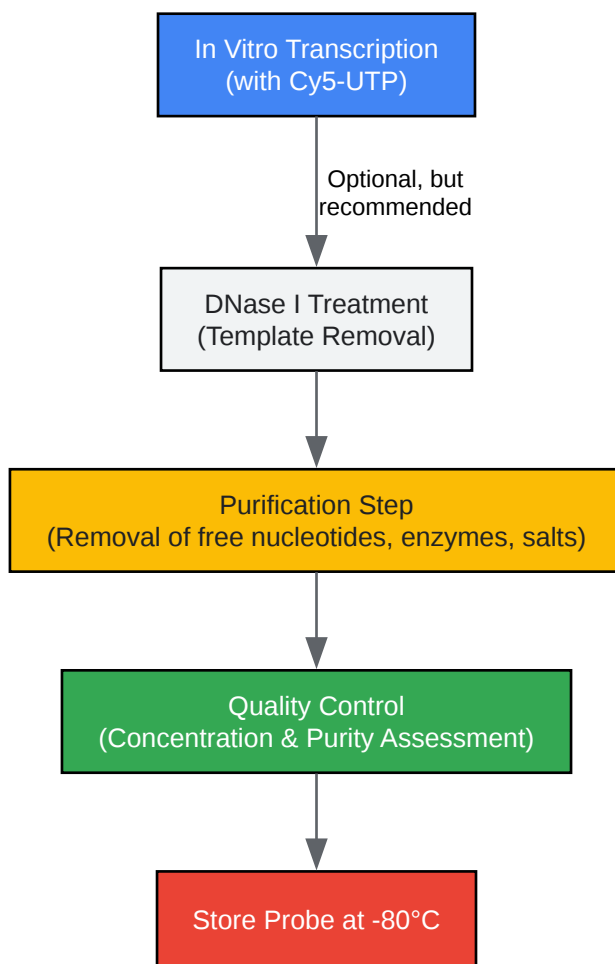 In Vitro Transcription
(with Cy5-UTP)
Optional, but
recommended
DNase I Treatment
(Template Removal)
Purification Step
(Removal of free nucleotides, enzymes, salts)
Quality Control
(Concentration & Purity Assessment)
Store Probe at -80°C